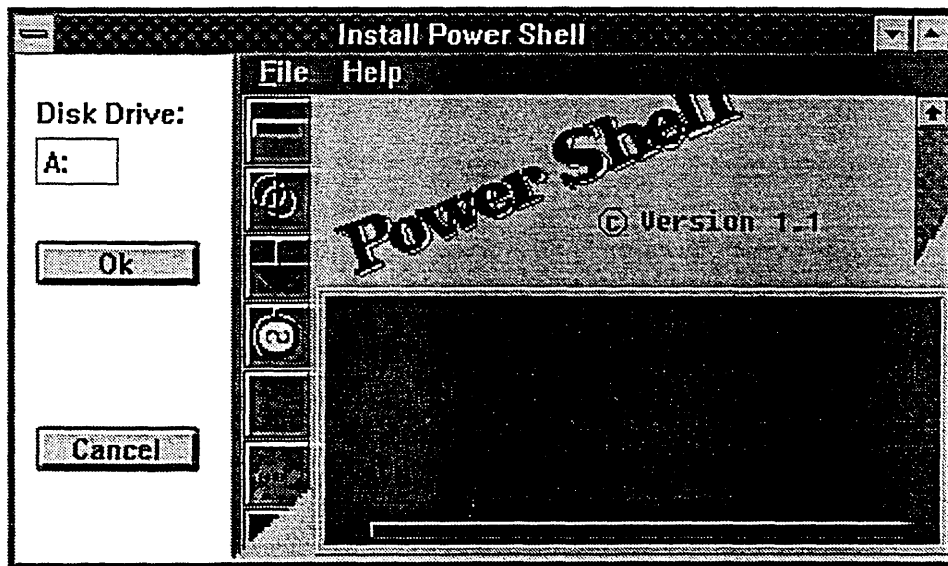 Install Power Shell
File Help
Disk Drive:
A:
Power Shell
© Version 1.1
Ok
Cancel